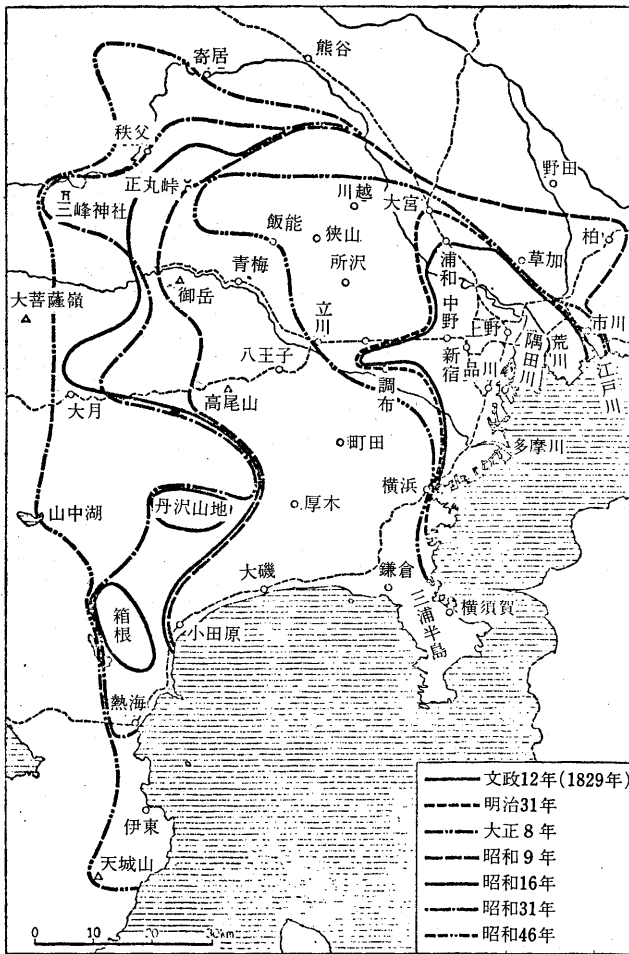 熊谷
寄居
秩父
野田
正丸峠
川越
大宮
三峰神社
柏
飯能
狭山
浦和
草加
青梅
所沢
御岳
大菩薩嶺
立川
中野
上野
市川
新宿
品川
隅田川
荒川
江戸川
八王子
調布
大月
高尾山
町田
多摩川
横浜
山中湖
丹沢山地
厚木
大磯
鎌倉
箱根
小田原
三浦半島
横須賀
熱海
伊東
天城山
文政12年(1829年)
明治31年
大正8年
昭和9年
昭和16年
昭和31年
昭和46年
0 10 20 30km